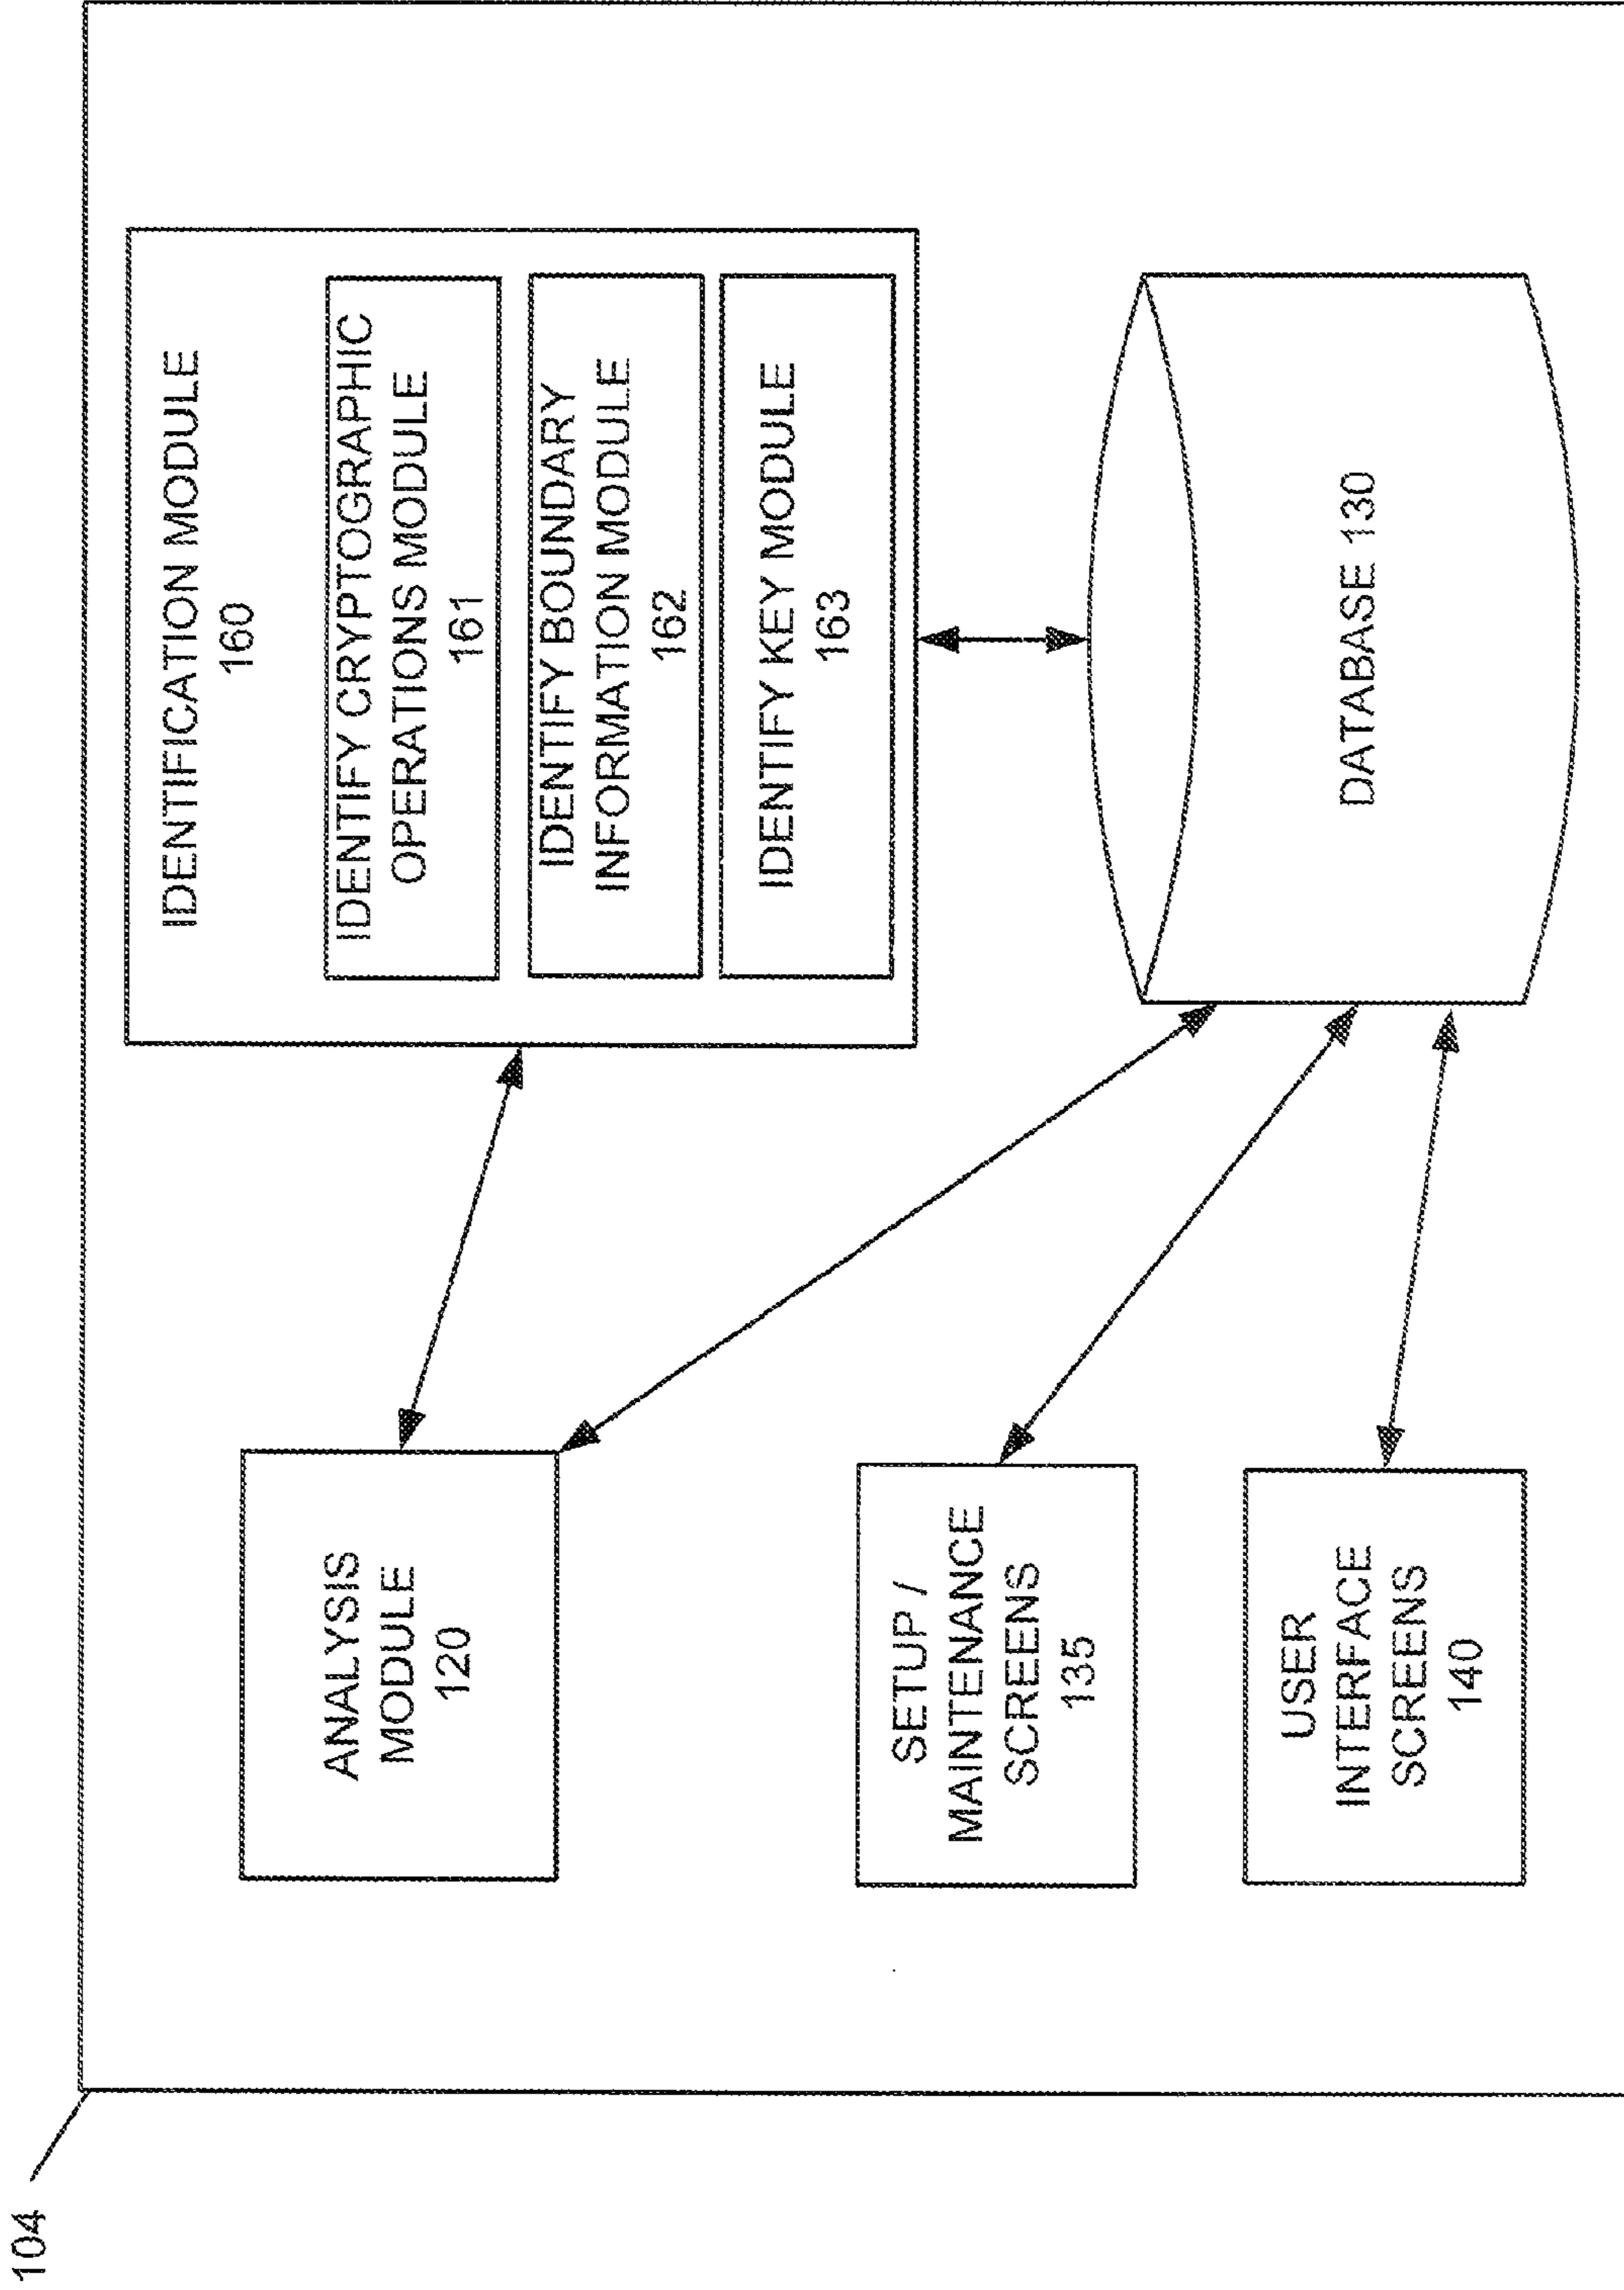 104
ANALYSIS
MODULE
120
SETUP /
MAINTENANCE
SCREENS
135
USER
INTERFACE
SCREENS
140
IDENTIFICATION MODULE
160
IDENTIFY CRYPTOGRAPHIC
OPERATIONS MODULE
161
IDENTIFY BOUNDARY
INFORMATION MODULE
162
IDENTIFY KEY MODULE
163
DATABASE 130